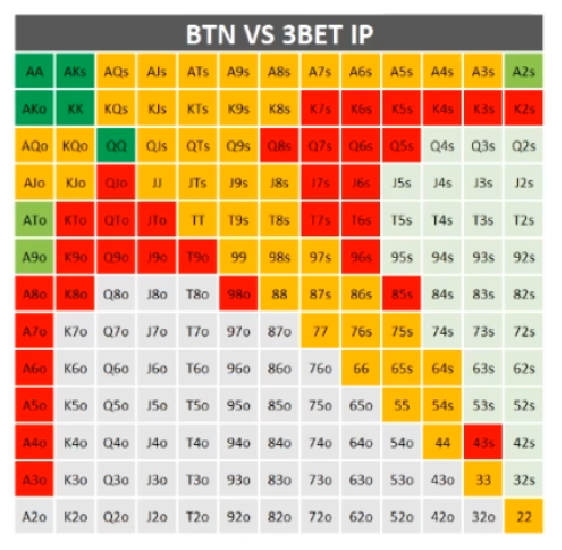 BTN VS 3BET IP
AA AKs AQs AJs ATs A9s A8s A7s A6s A5s A4s A3s A2s
AKo KK KQs KJs KTs K9s K8s K7s K6s K5s K4s K3s K2s
AQo KQo QQ QJs QTs Q9s Q8s Q7s Q6s Q5s Q4s Q3s Q2s
AJo KJo QJo JJ JTs J9s J8s J7s J6s J5s J4s J3s J2s
ATo KTo QTo JTo TT T9s T8s T7s T6s T5s T4s T3s T2s
A9o K9o Q9o J9o T9o 99 98s 97s 96s 95s 94s 93s 92s
A8o K8o Q8o J8o T8o 98o 88 87s 86s 85s 84s 83s 82s
A7o K7o Q7o J7o T7o 97o 87o 77 76s 75s 74s 73s 72s
A6o K6o Q6o J6o T6o 96o 86o 76o 66 65s 64s 63s 62s
A5o K5o Q5o J5o T5o 95o 85o 75o 65o 55 54s 53s 52s
A4o K4o Q4o J4o T4o 94o 84o 74o 64o 54o 44 43s 42s
A3o K3o Q3o J3o T3o 93o 83o 73o 63o 53o 43o 33 32s
A2o K2o Q2o J2o T2o 92o 82o 72o 62o 52o 42o 32o 22